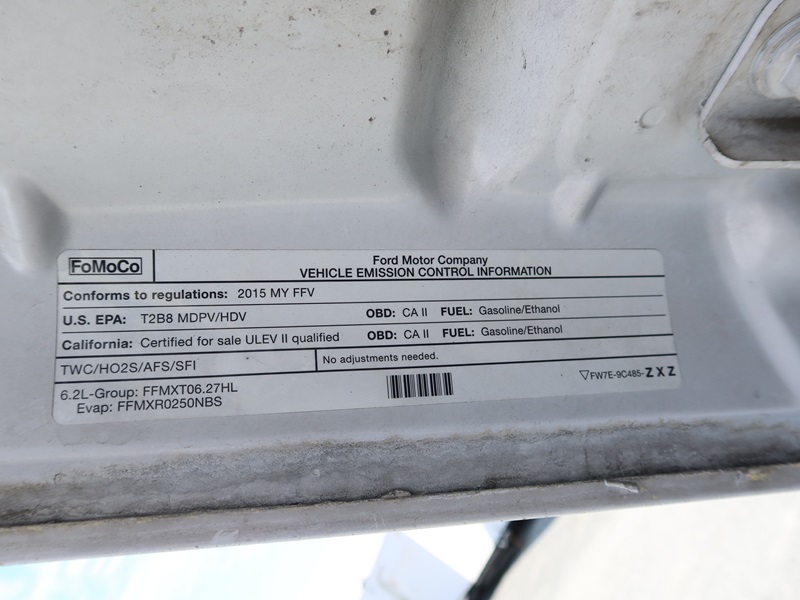 FoMoCo
Ford Motor Company
VEHICLE EMISSION CONTROL INFORMATION
Conforms to regulations: 2015 MY FFV
U.S. EPA: T2B8 MDPV/HDV OBD: CA II FUEL: Gasoline/Ethanol
California: Certified for sale ULEV II qualified OBD: CA II FUEL: Gasoline/Ethanol
TWC/HO2S/AFS/SFI No adjustments needed.
6.2L-Group: FFMXT06.27HL
Evap: FFMXR0250NBS
▽FW7E-9C485-ZXZ